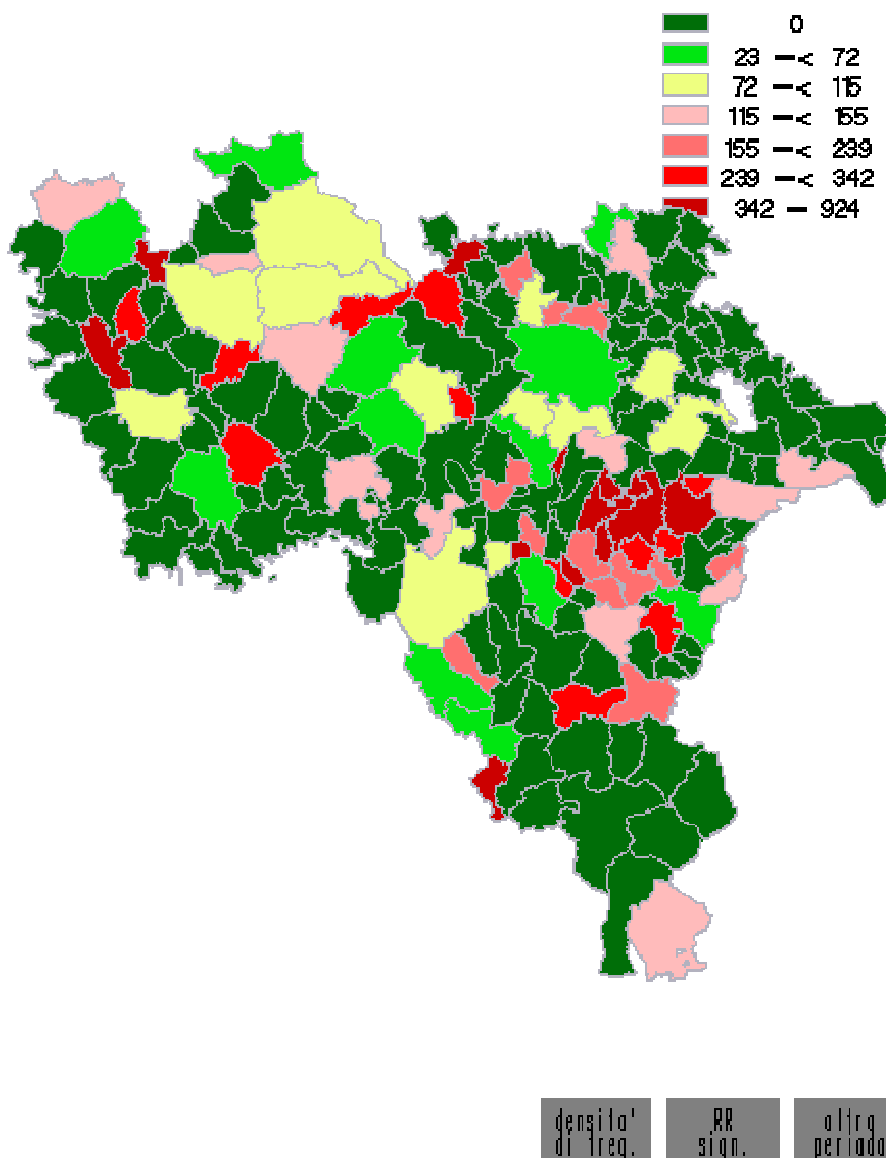 0
23 —< 72
72 —< 115
115 —< 155
155 —< 239
239 —< 342
342 — 924
densita'
di freq.
RR
sign.
altro
periodo